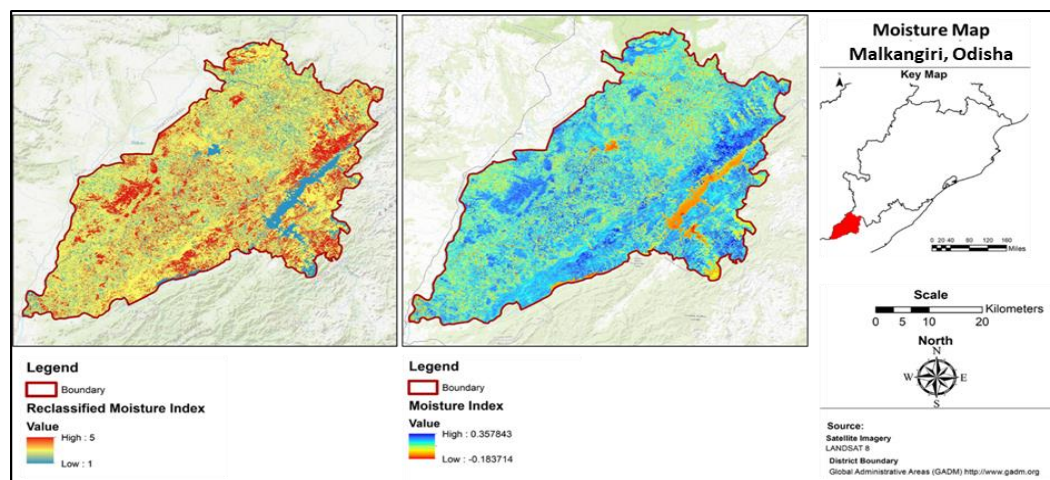 Moisture Map
Malkangiri, Odisha
Key Map
0 20 40 80 120 160
Miles
Scale
Kilometers
0 5 10 20
North
N
W E
S
Source:
Satellite Imagery
LANDSAT 8
District Boundary
Global Administrative Areas (GADM) http://www.gadm.org
Legend
Boundary
Reclassified Moisture Index
Value
High : 5
Low : 1
Legend
Boundary
Moisture Index
Value
High : 0.357843
Low : -0.183714